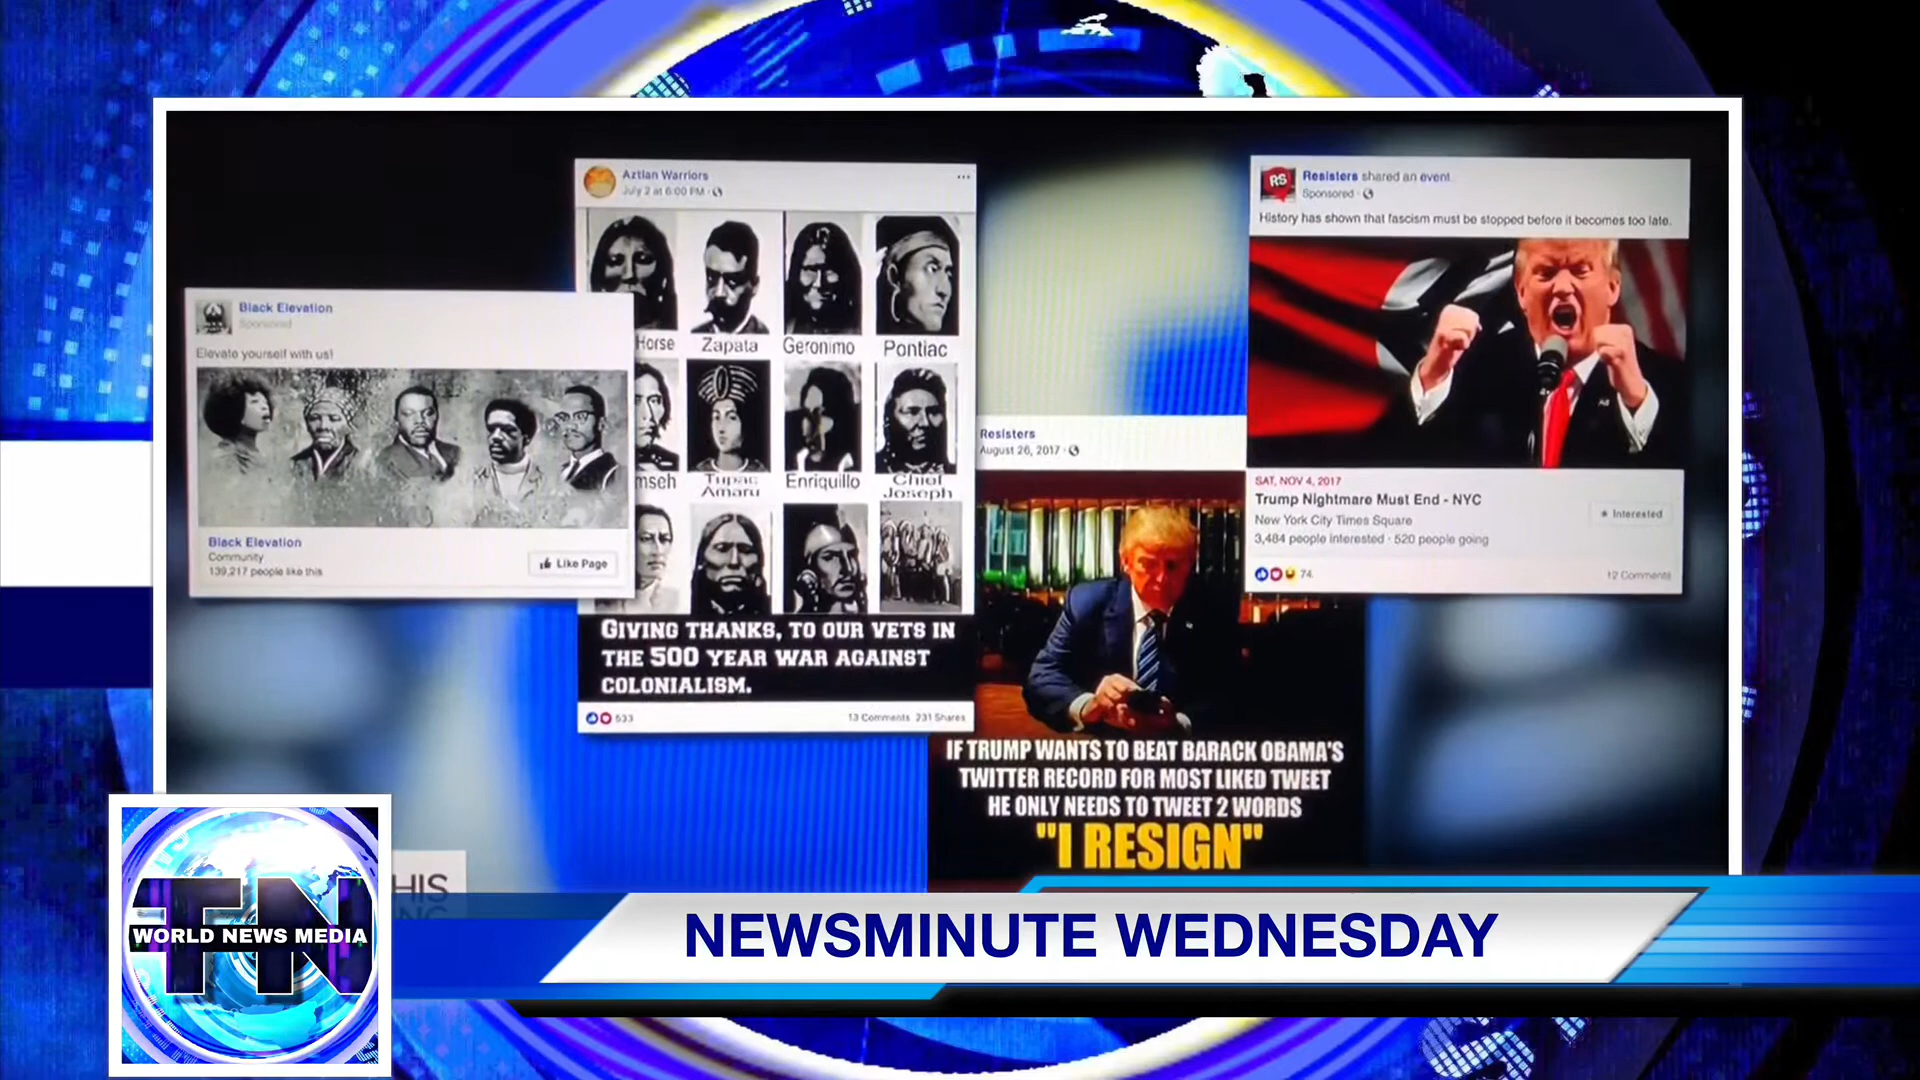 Black Elevation
Sponsored
Elevate yourself with us!
Black Elevation
Community
139,217 people like this
Like Page
Aztlan Warriors
July 2 at 6:00 PM
Horse
Zapata
Geronimo
Pontiac
mseh
Tupac
Amaru
Enriquillo
Chief
Joseph
GIVING THANKS, TO OUR VETS IN
THE 500 YEAR WAR AGAINST
COLONIALISM.
533
13 Comments 231 Shares
Resisters
August 26, 2017
IF TRUMP WANTS TO BEAT BARACK OBAMA'S
TWITTER RECORD FOR MOST LIKED TWEET
HE ONLY NEEDS TO TWEET 2 WORDS
"I RESIGN"
RS
Resisters shared an event
Sponsored
History has shown that fascism must be stopped before it becomes too late.
SAT, NOV 4, 2017
Trump Nightmare Must End - NYC
New York City Times Square
3,484 people interested · 520 people going
Interested
74
12 Comments
HIS
TN
WORLD NEWS MEDIA
NEWSMINUTE WEDNESDAY